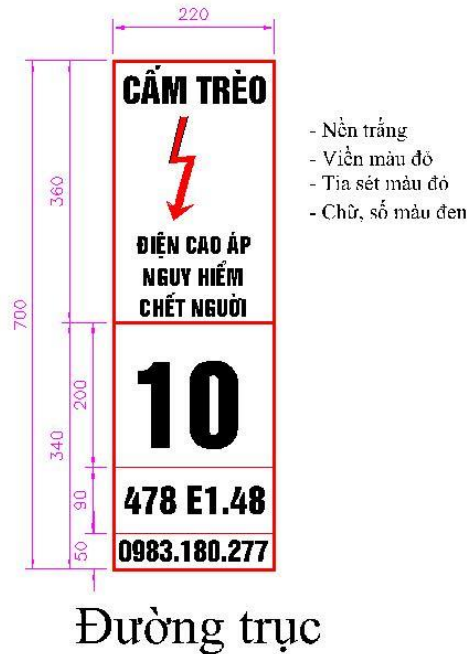 220
CẤM TRÈO
- Nền trắng
- Viền màu đỏ
- Tia sét màu đỏ
- Chữ, số màu đen
360
700
ĐIỆN CAO ÁP
NGUY HIỂM
CHẾT NGƯỜI
340
200
10
90
478 E1.48
50
0983.180.277
Đường trục